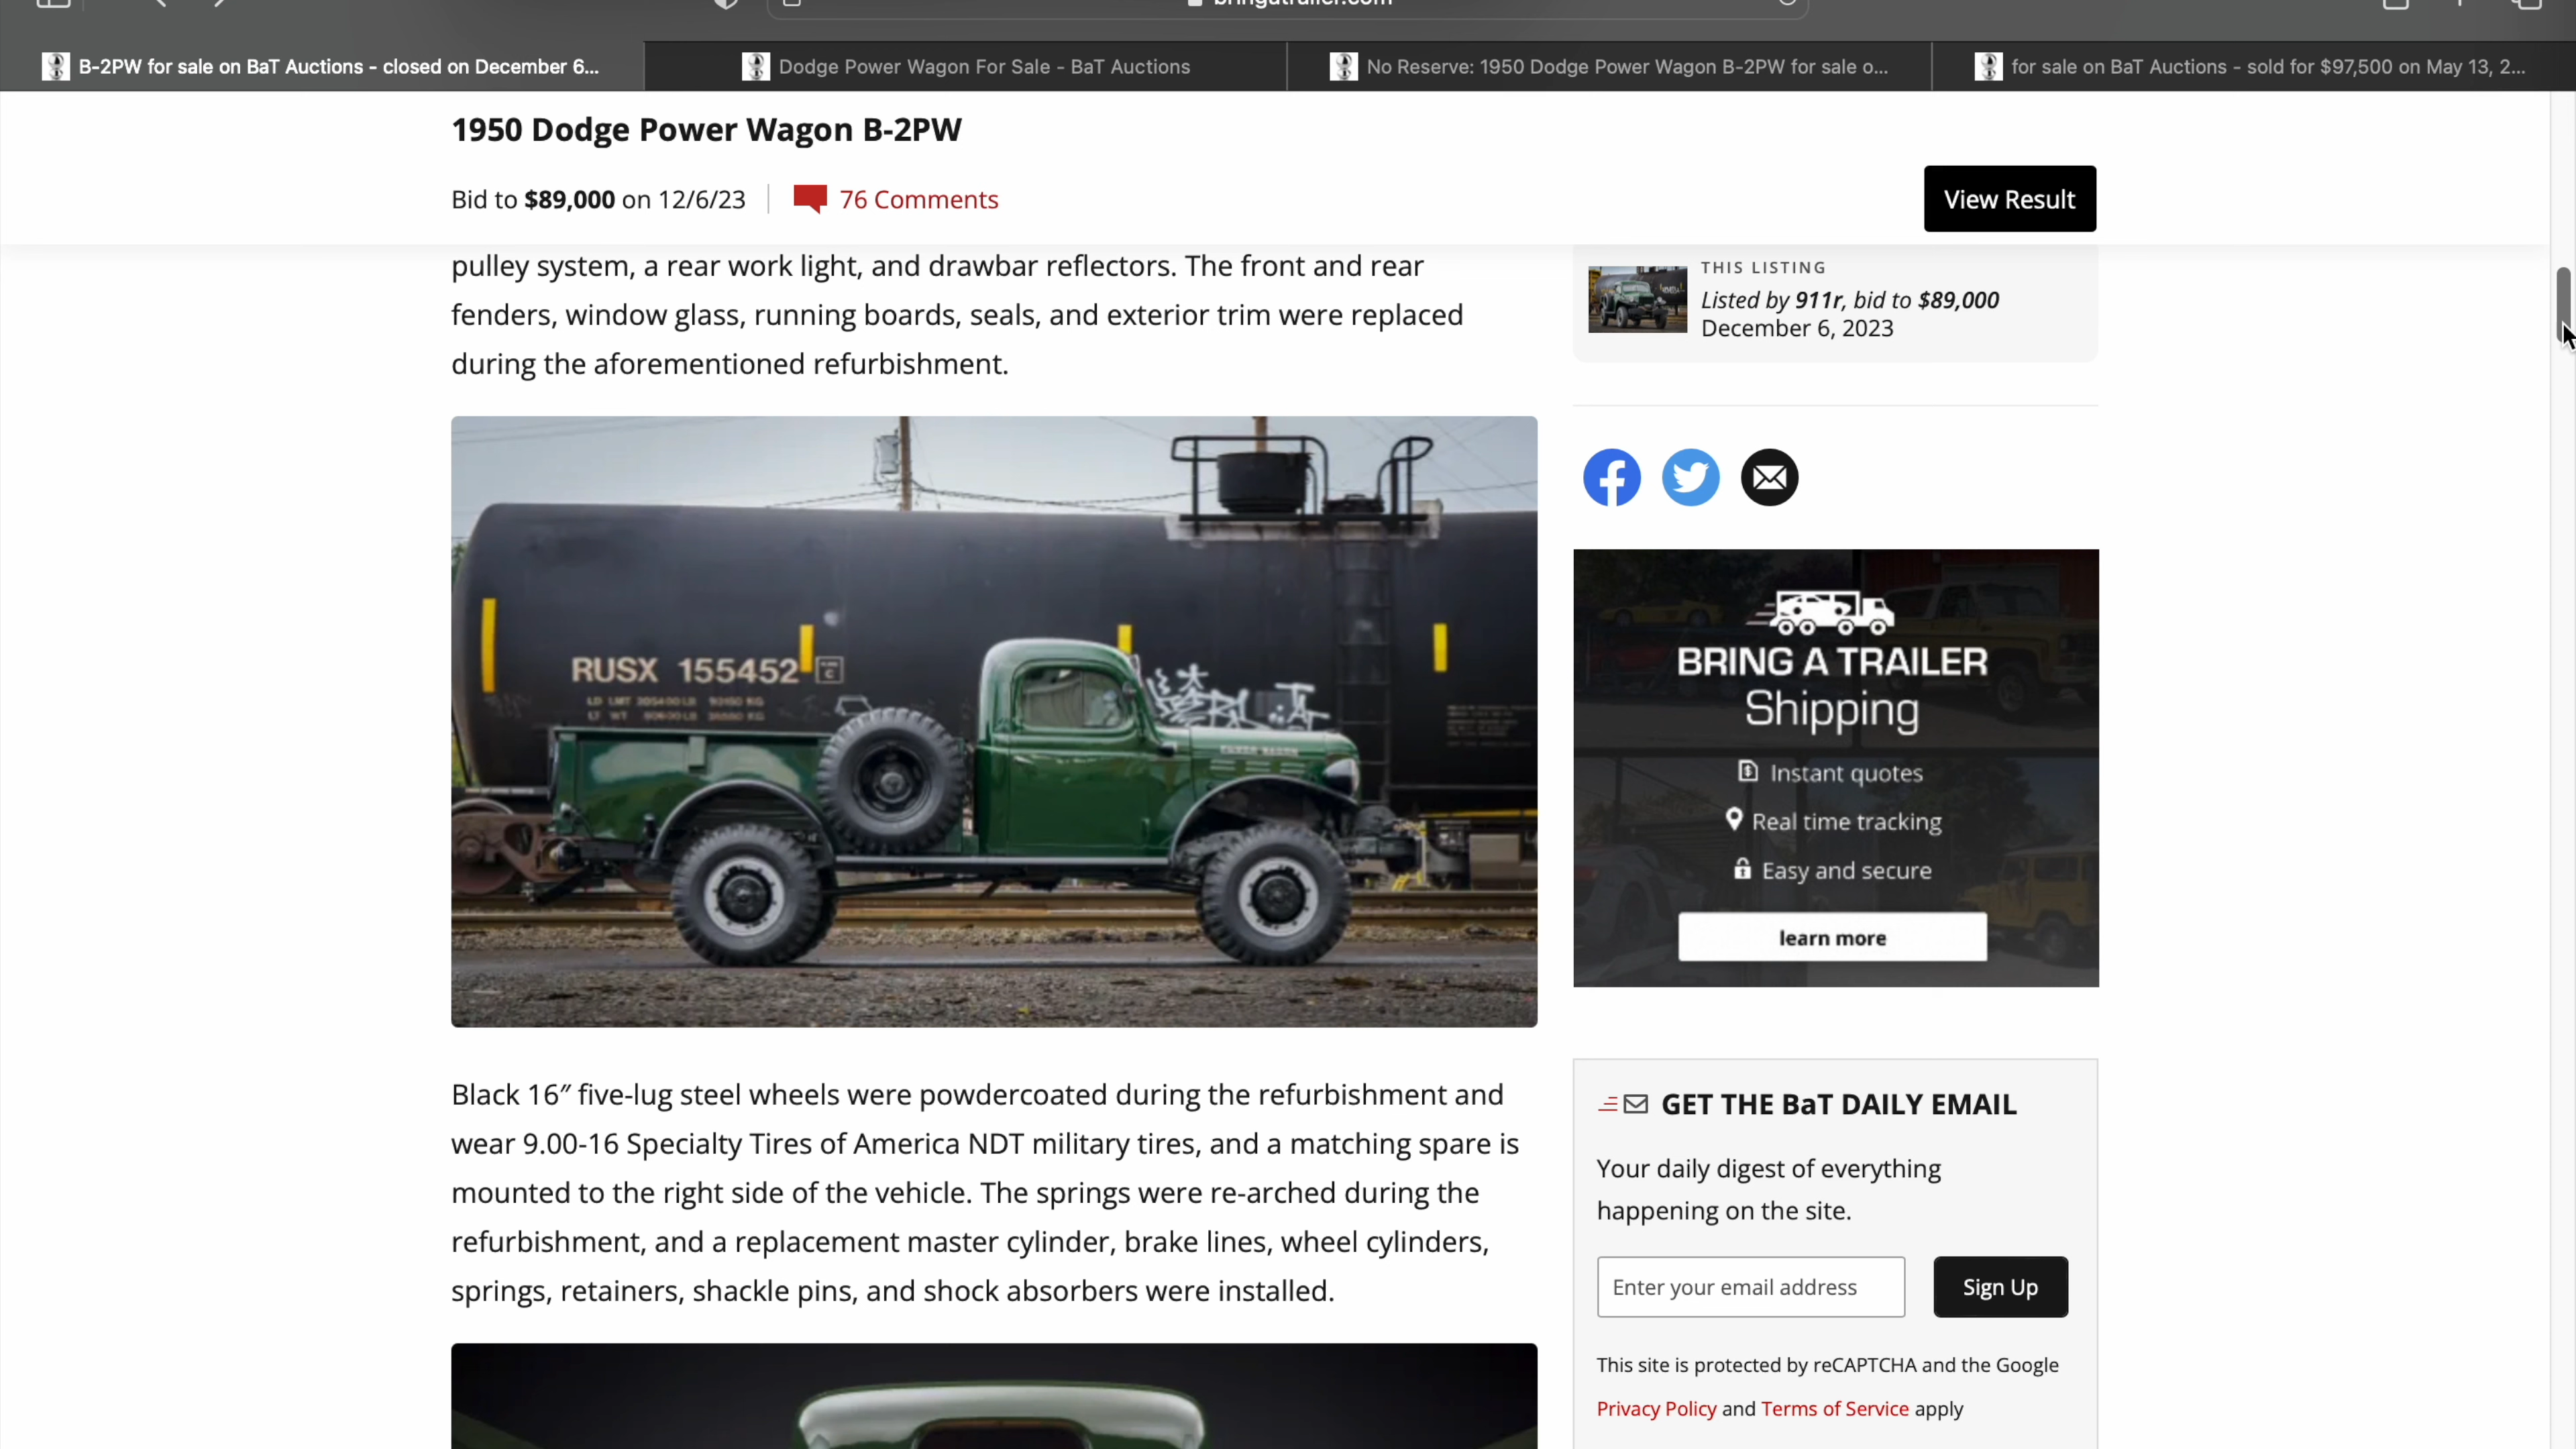 bringatrailer.com
B-2PW for sale on BaT Auctions - closed on December 6...
Dodge Power Wagon For Sale - BaT Auctions
No Reserve: 1950 Dodge Power Wagon B-2PW for sale o...
for sale on BaT Auctions - sold for $97,500 on May 13, 2...
1950 Dodge Power Wagon B-2PW
Bid to $89,000 on 12/6/23
76 Comments
View Result
pulley system, a rear work light, and drawbar reflectors. The front and rear
fenders, window glass, running boards, seals, and exterior trim were replaced
during the aforementioned refurbishment.
RUSX 155452
POWER WAGON
Black 16″ five-lug steel wheels were powdercoated during the refurbishment and
wear 9.00-16 Specialty Tires of America NDT military tires, and a matching spare is
mounted to the right side of the vehicle. The springs were re-arched during the
refurbishment, and a replacement master cylinder, brake lines, wheel cylinders,
springs, retainers, shackle pins, and shock absorbers were installed.
THIS LISTING
Listed by 911r, bid to $89,000
December 6, 2023
BRING A TRAILER
Shipping
Instant quotes
Real time tracking
Easy and secure
learn more
GET THE BaT DAILY EMAIL
Your daily digest of everything
happening on the site.
Enter your email address
Sign Up
This site is protected by reCAPTCHA and the Google
Privacy Policy and Terms of Service apply